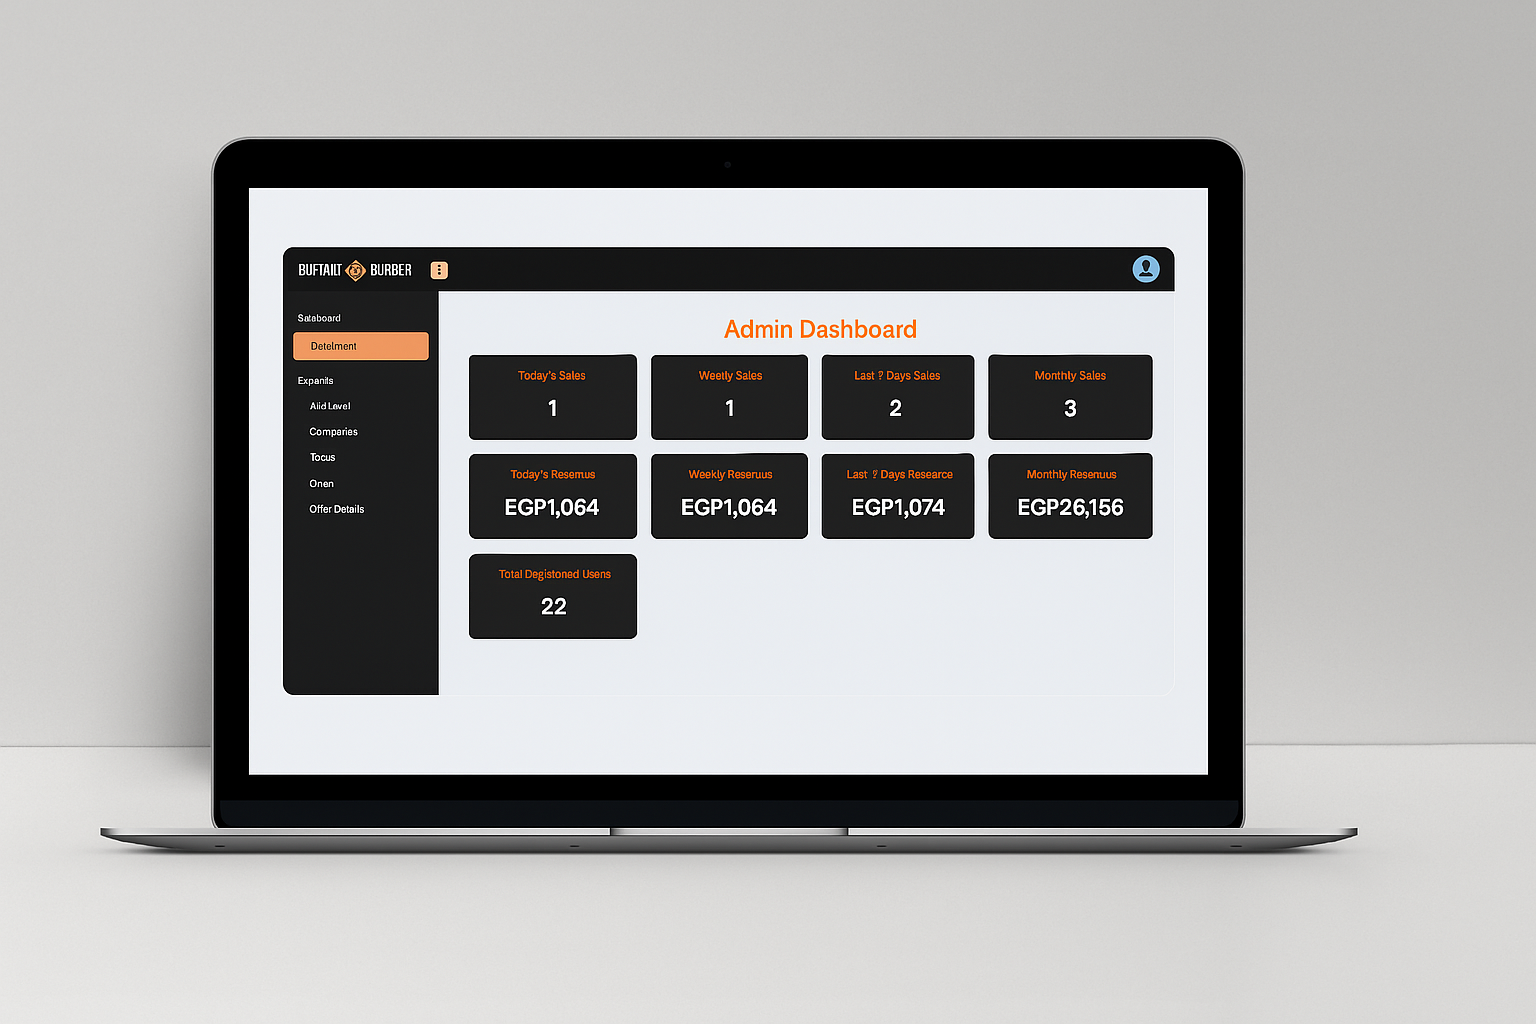 BUFTAILT BURBER
Sataboard
Detelment
Expanits
Aiid Level
Comparies
Tocus
Onen
Offer Details
Admin Dashboard
Today's Sales
1
Weetly Sales
1
Last ? Days Sales
2
Monthly Sales
3
Today's Resemus
EGP1,064
Weekly Reseruus
EGP1,064
Last ? Days Researce
EGP1,074
Monthly Resenuus
EGP26,156
Total Degistoned Usens
22